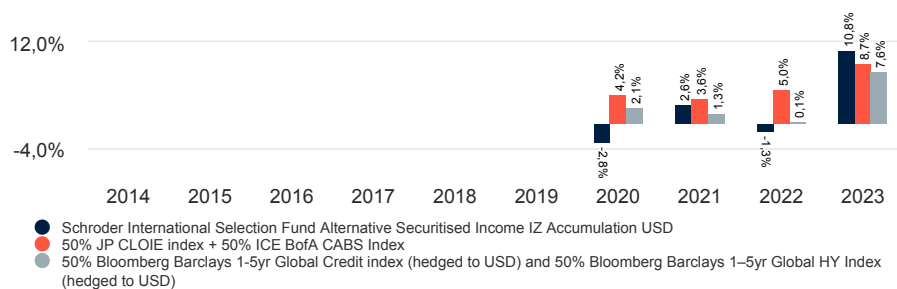 12,0%
-4,0%
-2,8%
4,2%
2,1%
2,6%
3,6%
1,3%
-1,3%
5,0%
0,1%
10,8%
8,7%
7,6%
2014 2015 2016 2017 2018 2019 2020 2021 2022 2023
Schroder International Selection Fund Alternative Securitised Income IZ Accumulation USD
50% JP CLOIE index + 50% ICE BofA CABS Index
50% Bloomberg Barclays 1-5yr Global Credit index (hedged to USD) and 50% Bloomberg Barclays 1–5yr Global HY Index
(hedged to USD)